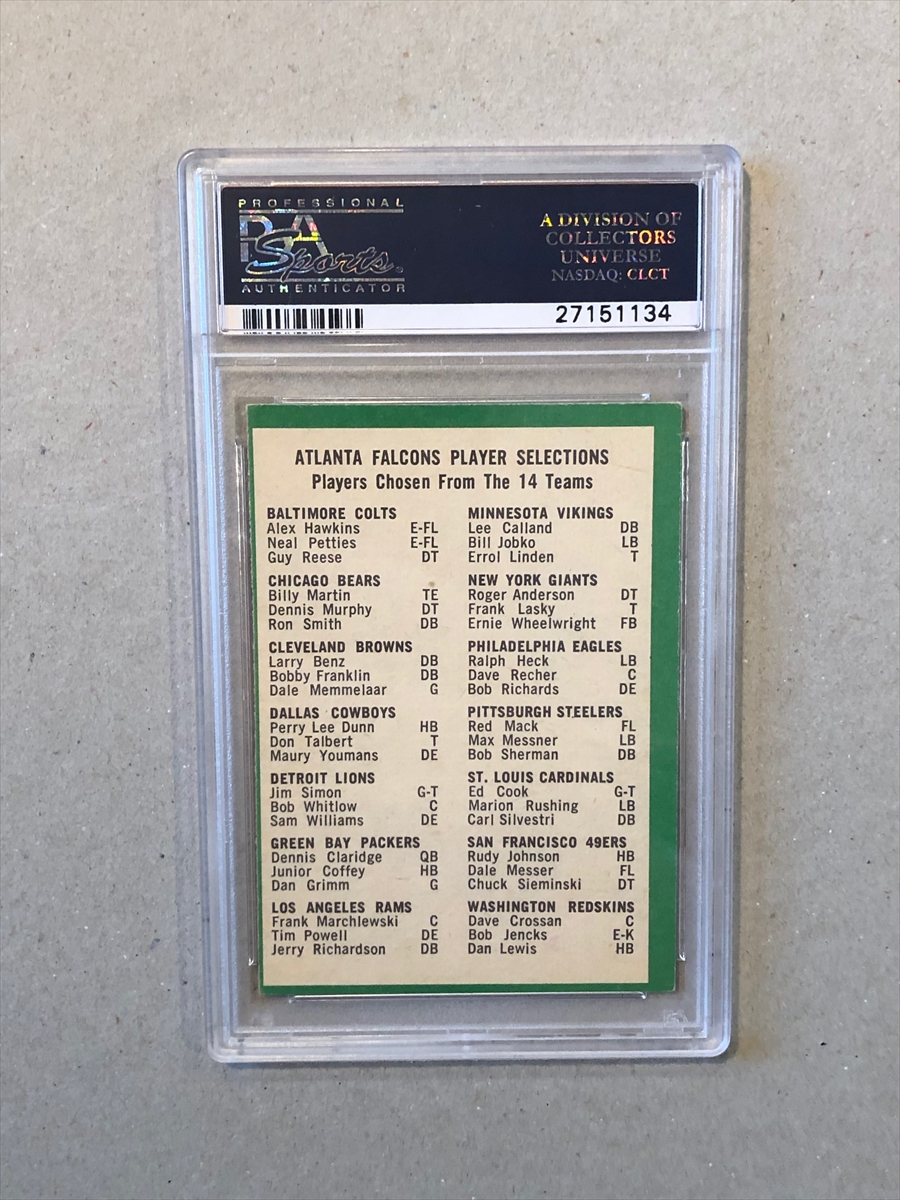 PROFESSIONAL
PSA
Sports
AUTHENTICATOR
A DIVISION OF
COLLECTORS
UNIVERSE
NASDAQ: CLCT
27151134
ATLANTA FALCONS PLAYER SELECTIONS
Players Chosen From The 14 Teams
BALTIMORE COLTS
Alex Hawkins E-FL
Neal Petties E-FL
Guy Reese DT
CHICAGO BEARS
Billy Martin TE
Dennis Murphy DT
Ron Smith DB
CLEVELAND BROWNS
Larry Benz DB
Bobby Franklin DB
Dale Memmelaar G
DALLAS COWBOYS
Perry Lee Dunn HB
Don Talbert T
Maury Youmans DE
DETROIT LIONS
Jim Simon G-T
Bob Whitlow C
Sam Williams DE
GREEN BAY PACKERS
Dennis Claridge QB
Junior Coffey HB
Dan Grimm G
LOS ANGELES RAMS
Frank Marchlewski C
Tim Powell DE
Jerry Richardson DB
MINNESOTA VIKINGS
Lee Calland DB
Bill Jobko LB
Errol Linden T
NEW YORK GIANTS
Roger Anderson DT
Frank Lasky T
Ernie Wheelwright FB
PHILADELPHIA EAGLES
Ralph Heck LB
Dave Recher C
Bob Richards DE
PITTSBURGH STEELERS
Red Mack FL
Max Messner LB
Bob Sherman DB
ST. LOUIS CARDINALS
Ed Cook G-T
Marion Rushing LB
Carl Silvestri DB
SAN FRANCISCO 49ERS
Rudy Johnson HB
Dale Messer FL
Chuck Sieminski DT
WASHINGTON REDSKINS
Dave Crossan C
Bob Jencks E-K
Dan Lewis HB